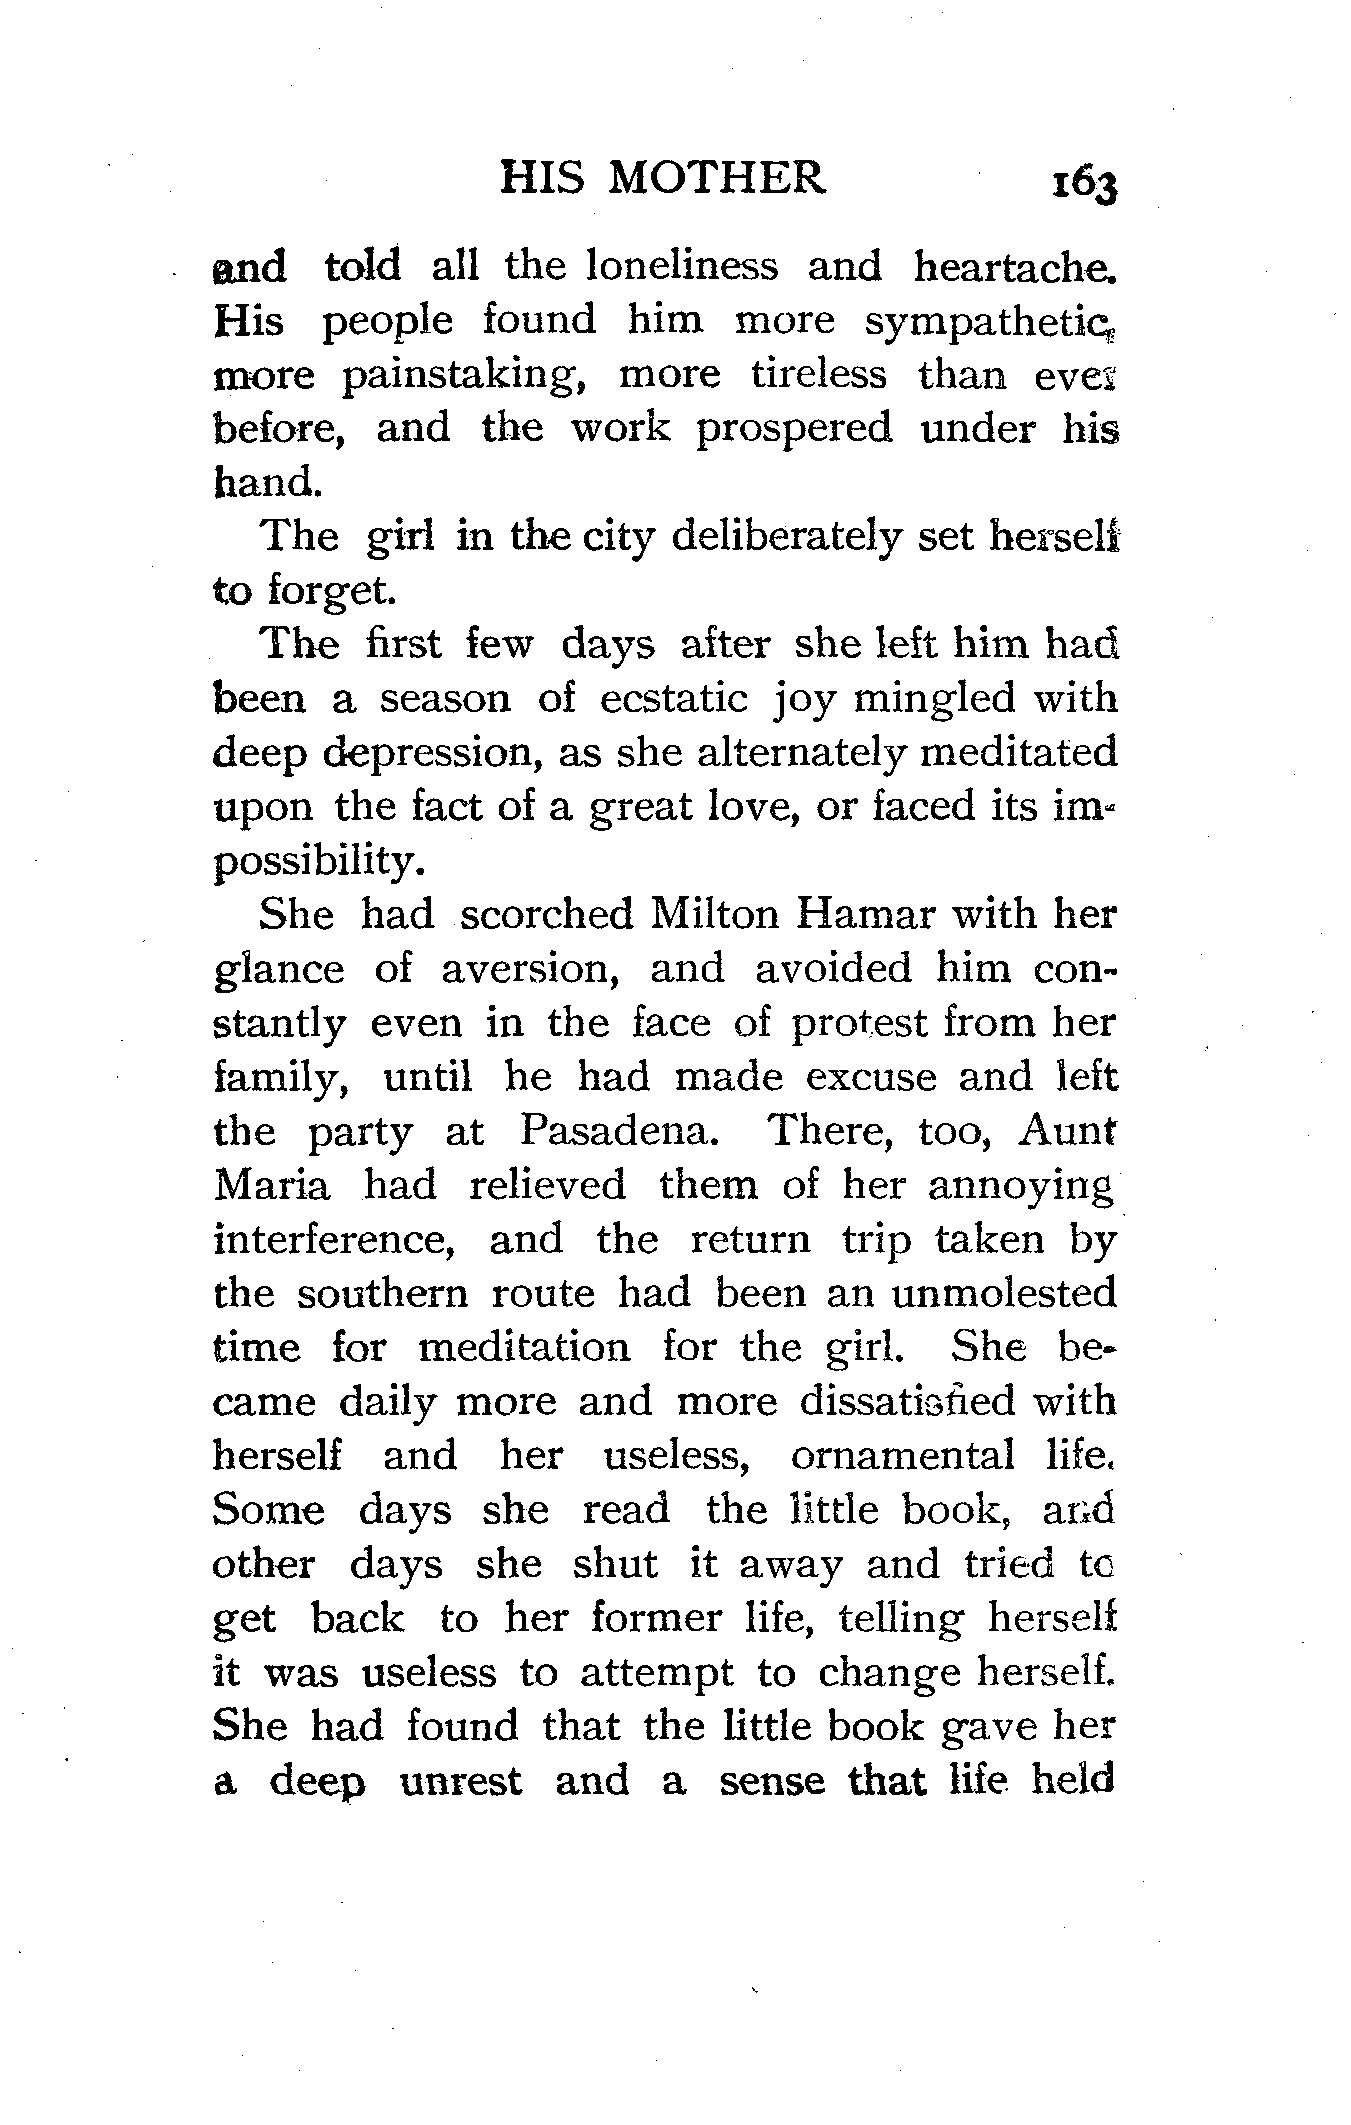 HIS MOTHER 163
and told all the loneliness and heartache.
His people found him more sympathetic,
more painstaking, more tireless than ever
before, and the work prospered under his
hand.
The girl in the city deliberately set herself
to forget.
The first few days after she left him had
been a season of ecstatic joy mingled with
deep depression, as she alternately meditated
upon the fact of a great love, or faced its im-
possibility.
She had scorched Milton Hamar with her
glance of aversion, and avoided him con-
stantly even in the face of protest from her
family, until he had made excuse and left
the party at Pasadena. There, too, Aunt
Maria had relieved them of her annoying
interference, and the return trip taken by
the southern route had been an unmolested
time for meditation for the girl. She be-
came daily more and more dissatisfied with
herself and her useless, ornamental life.
Some days she read the little book, and
other days she shut it away and tried to
get back to her former life, telling herself
it was useless to attempt to change herself.
She had found that the little book gave her
a deep unrest and a sense that life held